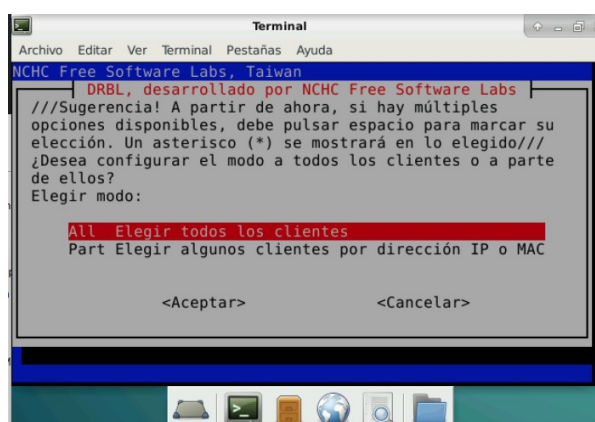 Terminal
Archivo Editar Ver Terminal Pestañas Ayuda
NCHC Free Software Labs, Taiwan
DRBL, desarrollado por NCHC Free Software Labs
///Sugerencia! A partir de ahora, si hay múltiples
opciones disponibles, debe pulsar espacio para marcar su
elección. Un asterisco (*) se mostrará en lo elegido///
¿Desea configurar el modo a todos los clientes o a parte
de ellos?
Elegir modo:
All Elegir todos los clientes
Part Elegir algunos clientes por dirección IP o MAC
<Aceptar> <Cancelar>